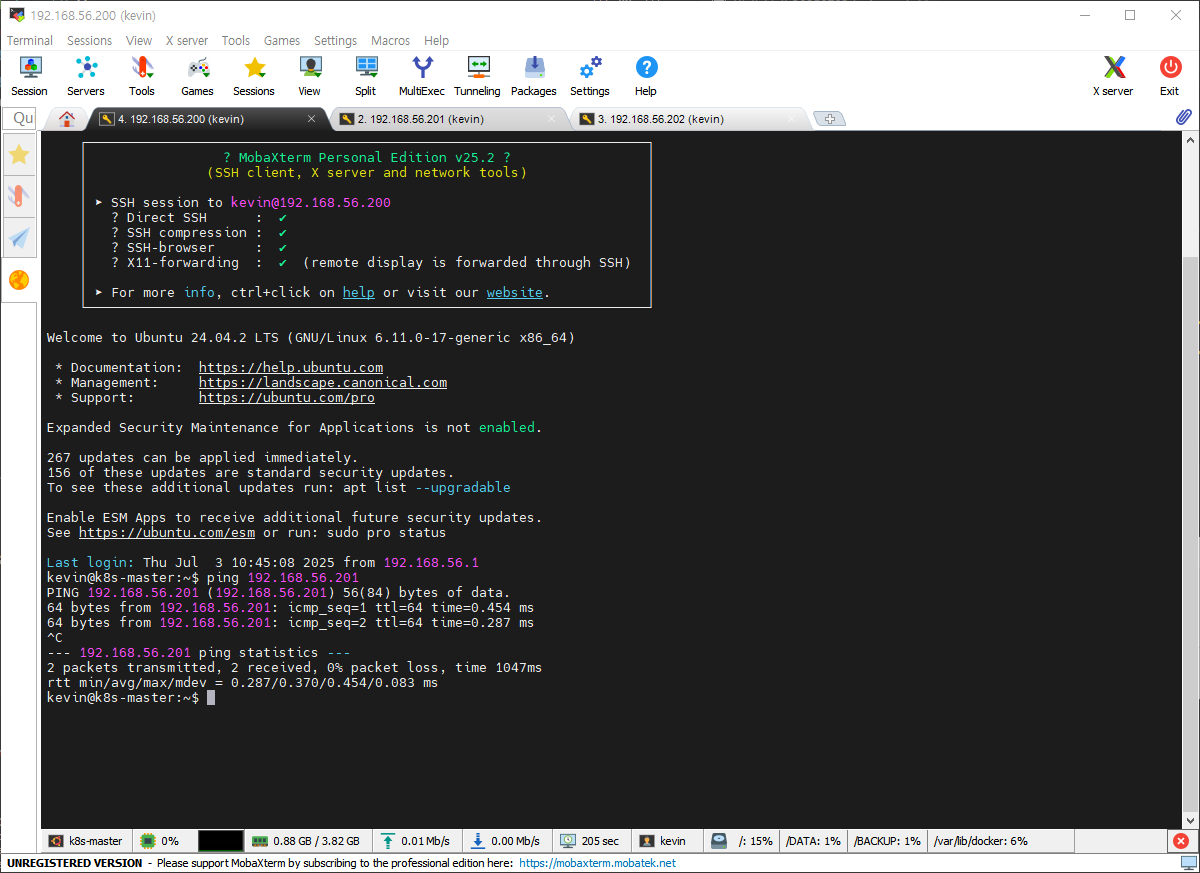 192.168.56.200 (kevin)
Terminal Sessions View X server Tools Games Settings Macros Help
Session Servers Tools Games Sessions View Split MultiExec Tunneling Packages Settings Help X server Exit
Qu 4. 192.168.56.200 (kevin) 2. 192.168.56.201 (kevin) 3. 192.168.56.202 (kevin)
? MobaXterm Personal Edition v25.2 ?
(SSH client, X server and network tools)
▸ SSH session to kevin@192.168.56.200
? Direct SSH : ✔
? SSH compression : ✔
? SSH-browser : ✔
? X11-forwarding : ✔ (remote display is forwarded through SSH)
▸ For more info, ctrl+click on help or visit our website.
Welcome to Ubuntu 24.04.2 LTS (GNU/Linux 6.11.0-17-generic x86_64)
* Documentation: https://help.ubuntu.com
* Management: https://landscape.canonical.com
* Support: https://ubuntu.com/pro
Expanded Security Maintenance for Applications is not enabled.
267 updates can be applied immediately.
156 of these updates are standard security updates.
To see these additional updates run: apt list --upgradable
Enable ESM Apps to receive additional future security updates.
See https://ubuntu.com/esm or run: sudo pro status
Last login: Thu Jul  3 10:45:08 2025 from 192.168.56.1
kevin@k8s-master:~$ ping 192.168.56.201
PING 192.168.56.201 (192.168.56.201) 56(84) bytes of data.
64 bytes from 192.168.56.201: icmp_seq=1 ttl=64 time=0.454 ms
64 bytes from 192.168.56.201: icmp_seq=2 ttl=64 time=0.287 ms
^C
--- 192.168.56.201 ping statistics ---
2 packets transmitted, 2 received, 0% packet loss, time 1047ms
rtt min/avg/max/mdev = 0.287/0.370/0.454/0.083 ms
kevin@k8s-master:~$
k8s-master 0% 0.88 GB / 3.82 GB 0.01 Mb/s 0.00 Mb/s 205 sec kevin /: 15% /DATA: 1% /BACKUP: 1% /var/lib/docker: 6%
UNREGISTERED VERSION - Please support MobaXterm by subscribing to the professional edition here: https://mobaxterm.mobatek.net